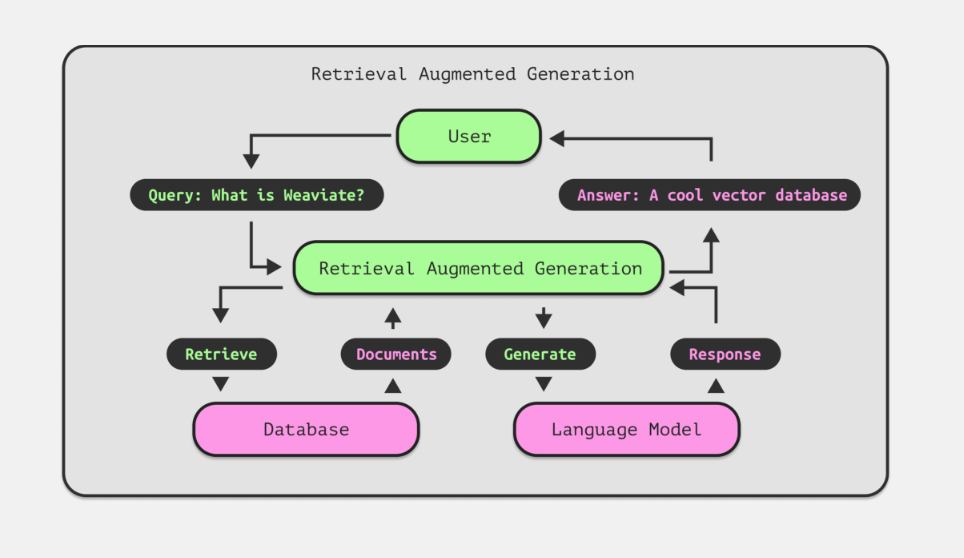 Retrieval Augmented Generation
User
Query: What is Weaviate?
Answer: A cool vector database
Retrieval Augmented Generation
Retrieve
Documents
Generate
Response
Database
Language Model